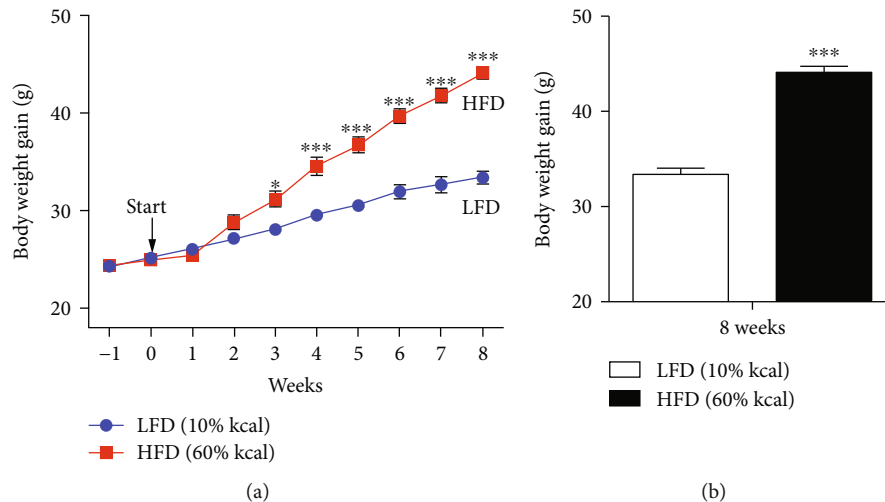 50
40
30
20
Body weight gain (g)
Start
*
***
***
***
***
***
HFD
LFD
−1 0 1 2 3 4 5 6 7 8
Weeks
LFD (10% kcal)
HFD (60% kcal)
(a)
50
40
30
20
Body weight gain (g)
***
8 weeks
LFD (10% kcal)
HFD (60% kcal)
(b)